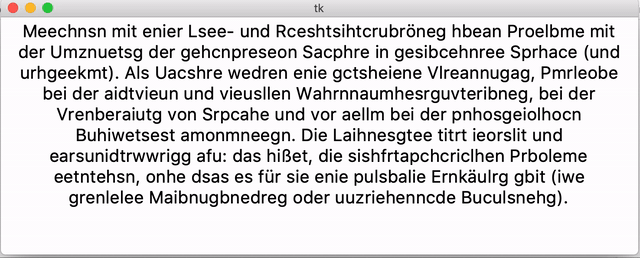 tk
Meechnsn mit enier Lsee- und Rceshtsihtcrubröneg hbean Proelbme mit
der Umznuetsg der gehcnpreseon Sacphre in gesibcehnree Sprhace (und
urhgeekmt). Als Uacshre wedren enie gctsheiene Vlreannugag, Pmrleobe
bei der aidtvieun und vieusllen Wahrnnaumhesrguvteribneg, bei der
Vrenberaiutg von Srpcahe und vor aellm bei der pnhosgeiolhocn
Buhiwetsest amonmneegn. Die Laihnesgtee titrt ieorslit und
earsunidtrwwrigg afu: das hißet, die sishfrtapchcriclhen Prboleme
eetntehsn, onhe dsas es für sie enie pulsbalie Ernkäulrg gbit (iwe
grenlelee Maibnugbnedreg oder uuzriehenncde Buculsnehg).